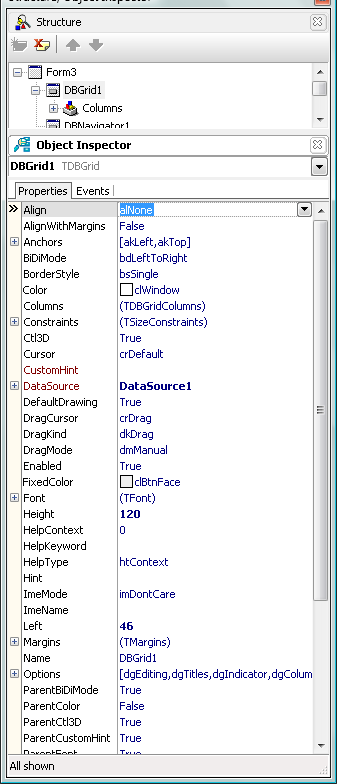 Structure
Form3
DBGrid1
Columns
DBNavigator1
Object Inspector
DBGrid1 TDBGrid
Properties Events
Align alNone
AlignWithMargins False
Anchors [akLeft,akTop]
BiDiMode bdLeftToRight
BorderStyle bsSingle
Color clWindow
Columns (TDBGridColumns)
Constraints (TSizeConstraints)
Ctl3D True
Cursor crDefault
CustomHint
DataSource DataSource1
DefaultDrawing True
DragCursor crDrag
DragKind dkDrag
DragMode dmManual
Enabled True
FixedColor clBtnFace
Font (TFont)
Height 120
HelpContext 0
HelpKeyword
HelpType htContext
Hint
ImeMode imDontCare
ImeName
Left 46
Margins (TMargins)
Name DBGrid1
Options [dgEditing,dgTitles,dgIndicator,dgColum
ParentBiDiMode True
ParentColor False
ParentCtl3D True
ParentCustomHint True
ParentFont True
All shown